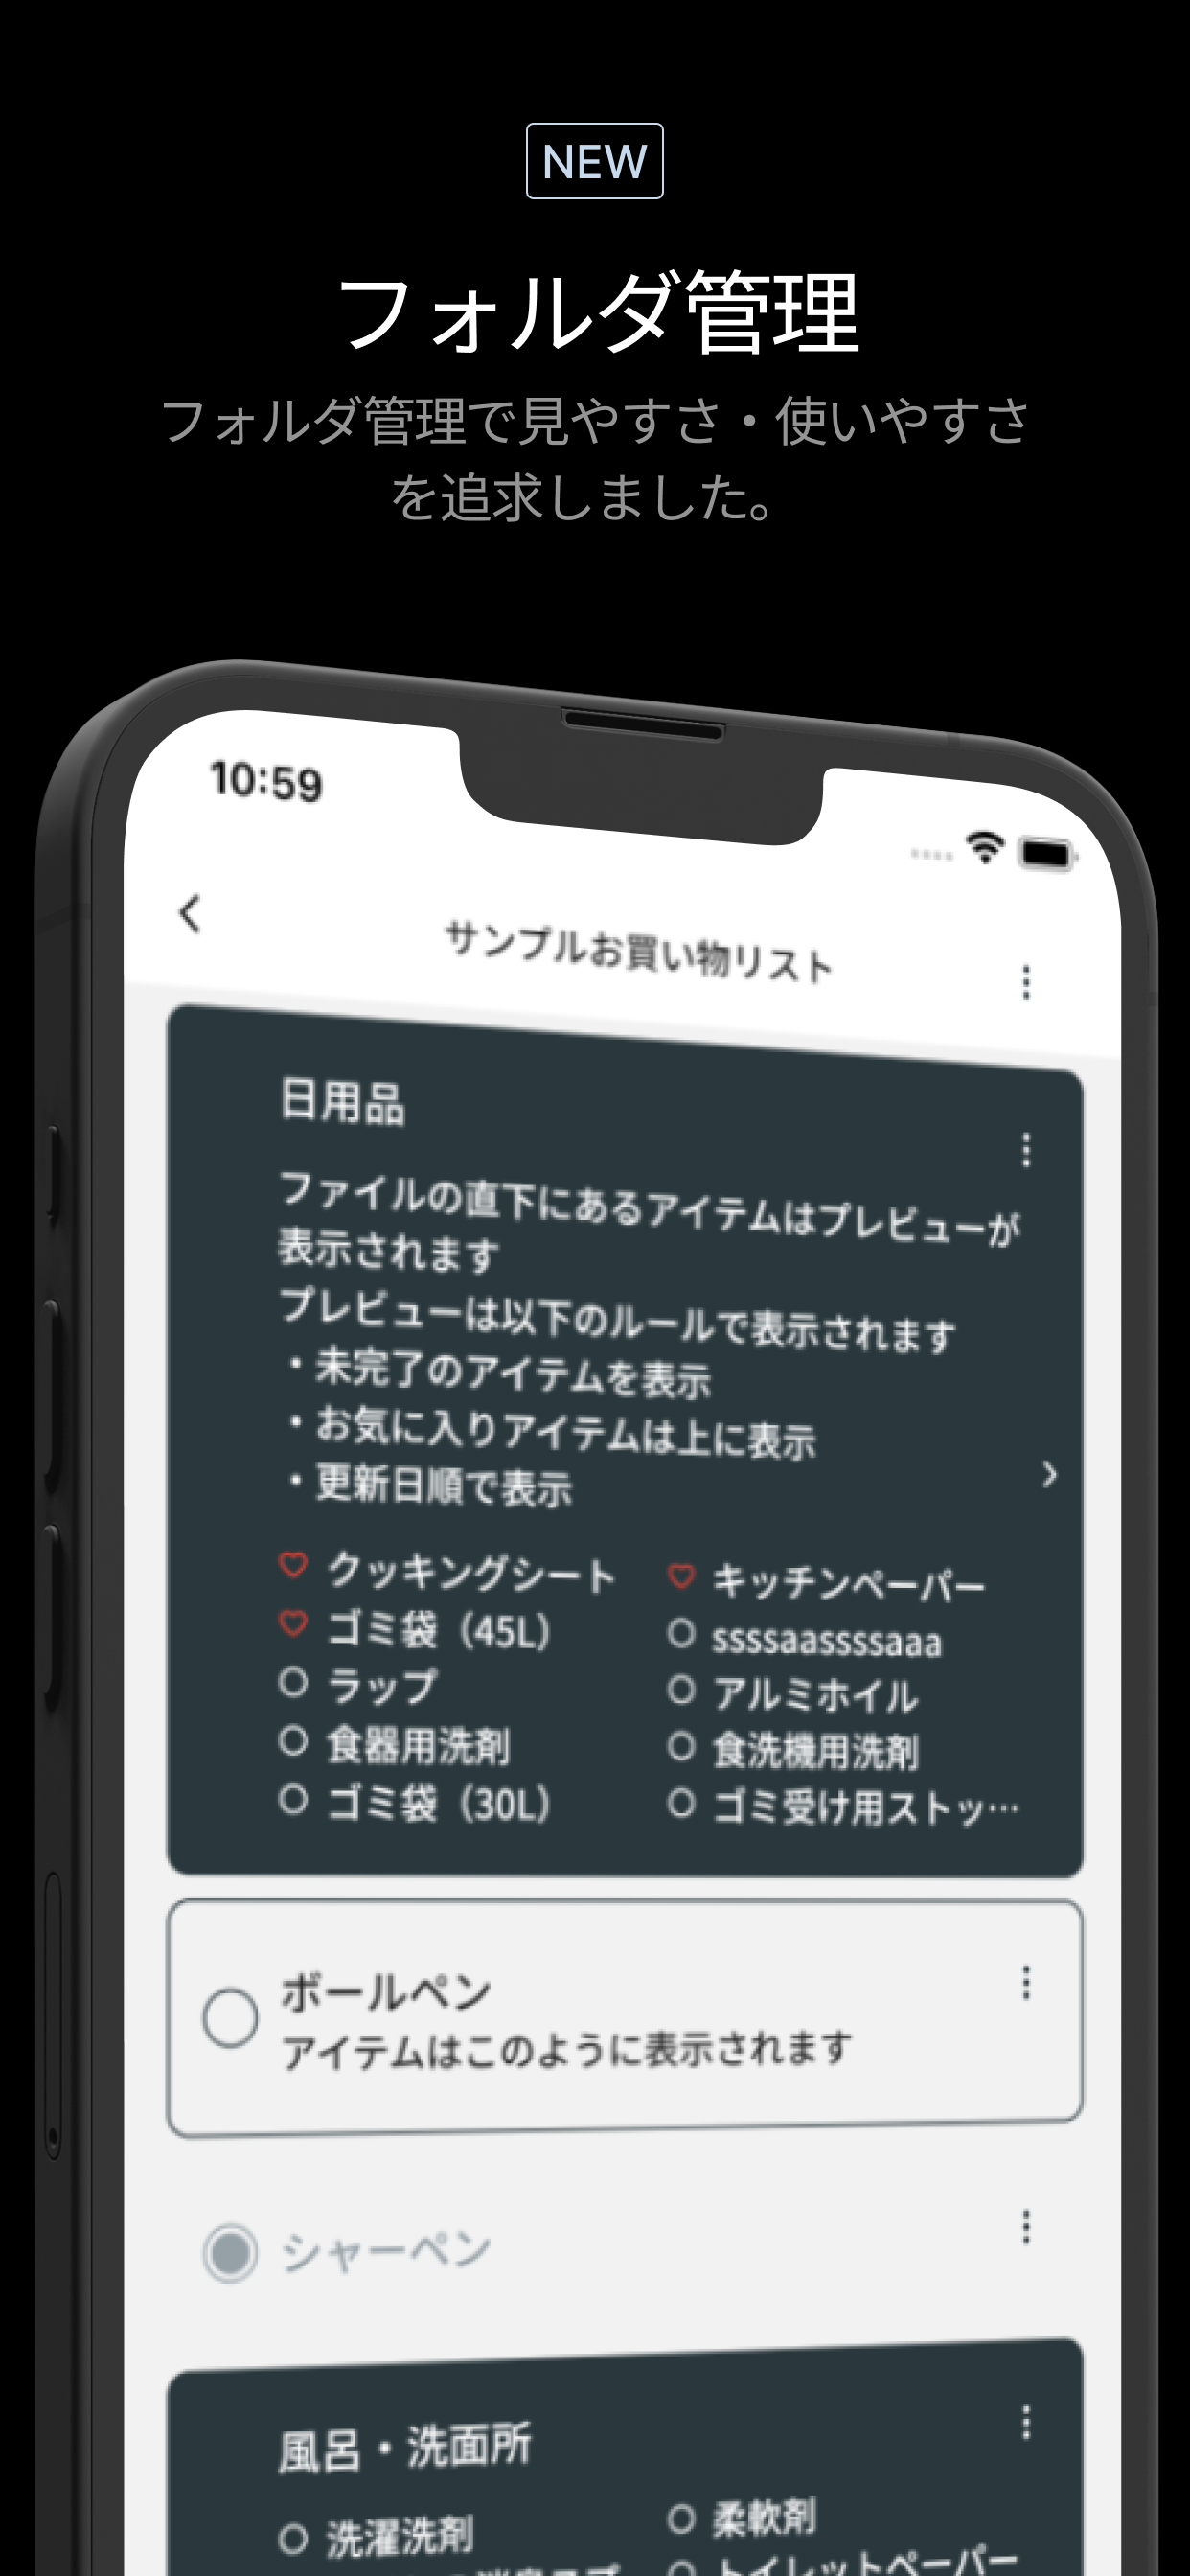 NEW
フォルダ管理
フォルダ管理で見やすさ・使いやすさ
を追求しました。
10:59
サンプルお買い物リスト
日用品
ファイルの直下にあるアイテムはプレビューが
表示されます
プレビューは以下のルールで表示されます
・未完了のアイテムを表示
・お気に入りアイテムは上に表示
・更新日順で表示
クッキングシート
キッチンペーパー
ゴミ袋（45L）
ssssaassssaaa
ラップ
アルミホイル
食器用洗剤
食洗機用洗剤
ゴミ袋（30L）
ゴミ受け用ストッ…
ボールペン
アイテムはこのように表示されます
シャーペン
風呂・洗面所
洗濯洗剤
柔軟剤
トイレットペーパー